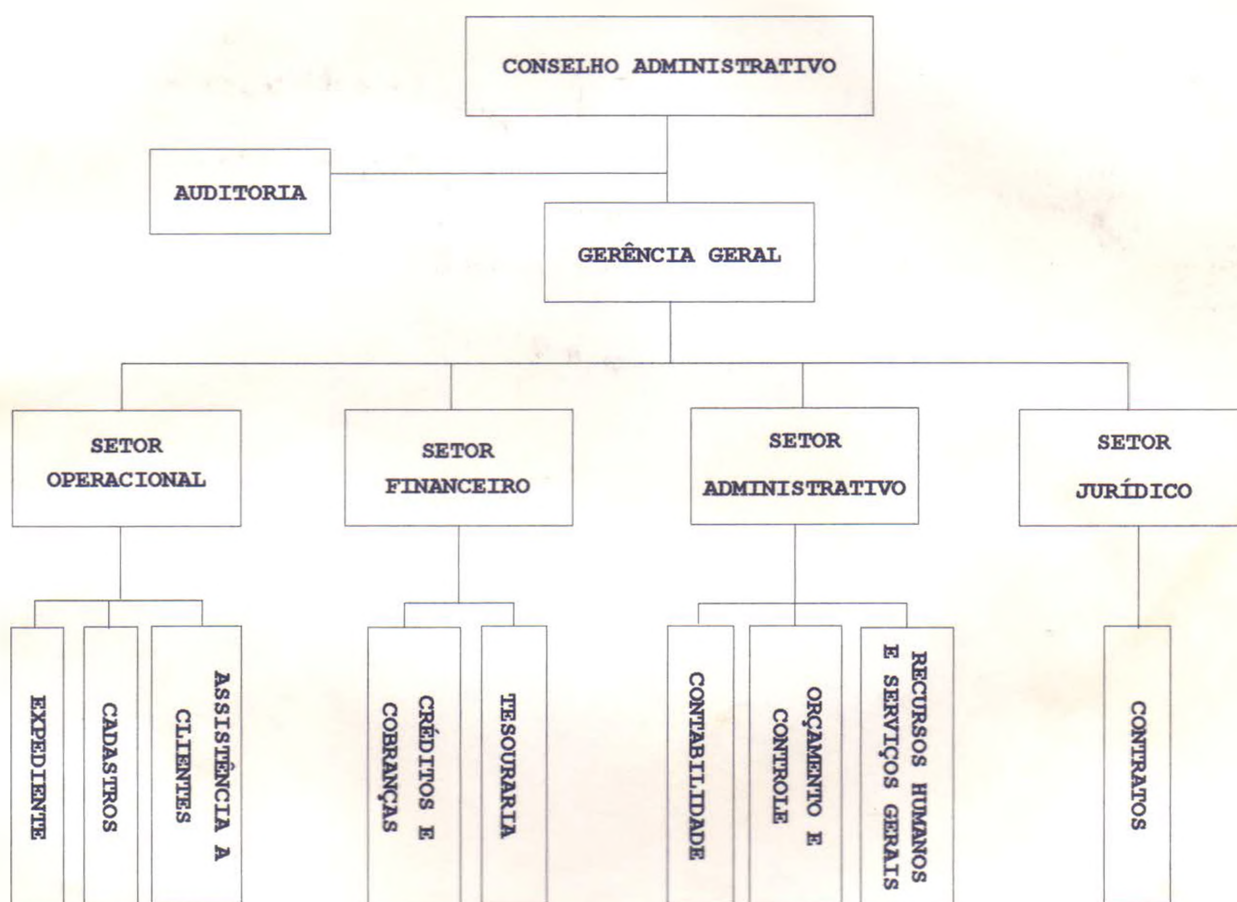 CONSELHO ADMINISTRATIVO
AUDITORIA
GERÊNCIA GERAL
SETOR
OPERACIONAL
SETOR
FINANCEIRO
SETOR
ADMINISTRATIVO
SETOR
JURÍDICO
EXPEDIENTE
CADASTROS
ASSISTÊNCIA A
CLIENTES
CRÉDITOS E
COBRANÇAS
TESOURARIA
CONTABILIDADE
ORÇAMENTO E
CONTROLE
RECURSOS HUMANOS
E SERVIÇOS GERAIS
CONTRATOS